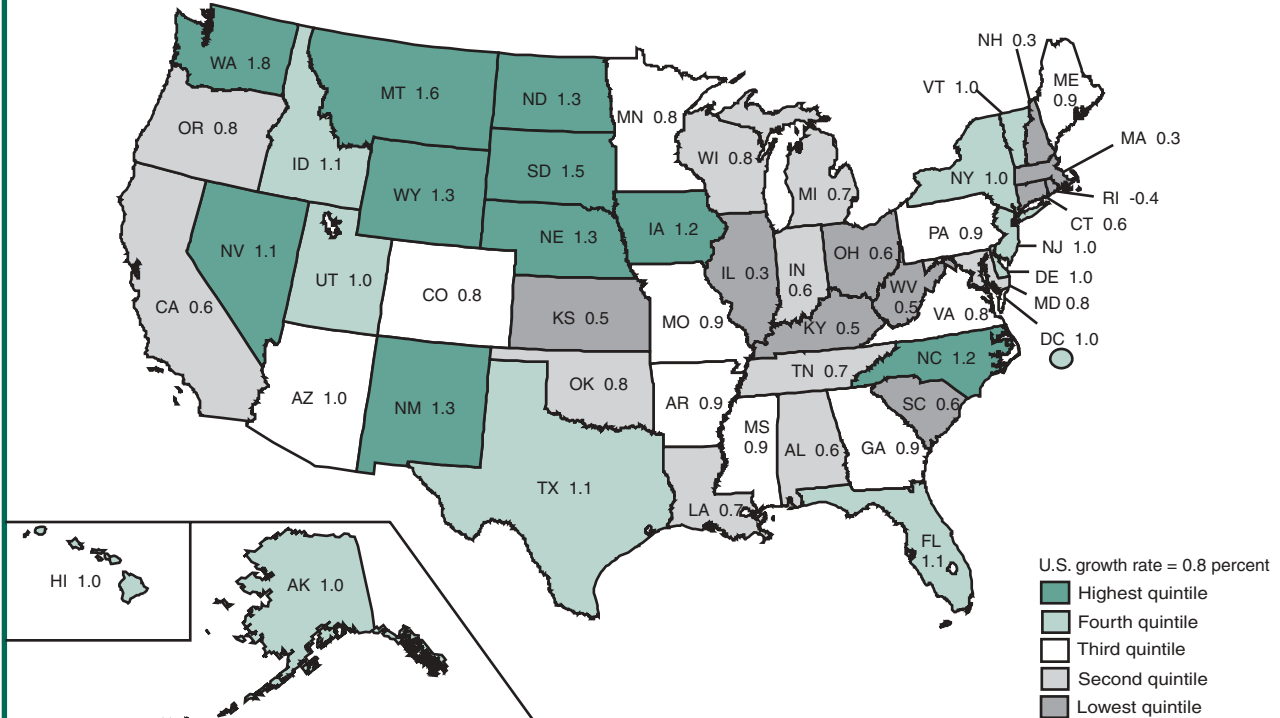 NH 0.3
WA 1.8
MT 1.6
ND 1.3
MN 0.8
VT 1.0
ME
0.9
OR 0.8
ID 1.1
WY 1.3
SD 1.5
WI 0.8
MI 0.7
NY 1.0
MA 0.3
RI -0.4
CT 0.6
NV 1.1
UT 1.0
CO 0.8
NE 1.3
IA 1.2
IL 0.3
IN
0.6
OH 0.6
PA 0.9
NJ 1.0
DE 1.0
MD 0.8
DC 1.0
CA 0.6
KS 0.5
MO 0.9
KY 0.5
WV
0.5
VA 0.8
AZ 1.0
NM 1.3
OK 0.8
AR 0.9
TN 0.7
NC 1.2
SC 0.6
TX 1.1
LA 0.7
MS
0.9
AL 0.6
GA 0.9
FL
1.1
HI 1.0
AK 1.0
U.S. growth rate = 0.8 percent
Highest quintile
Fourth quintile
Third quintile
Second quintile
Lowest quintile